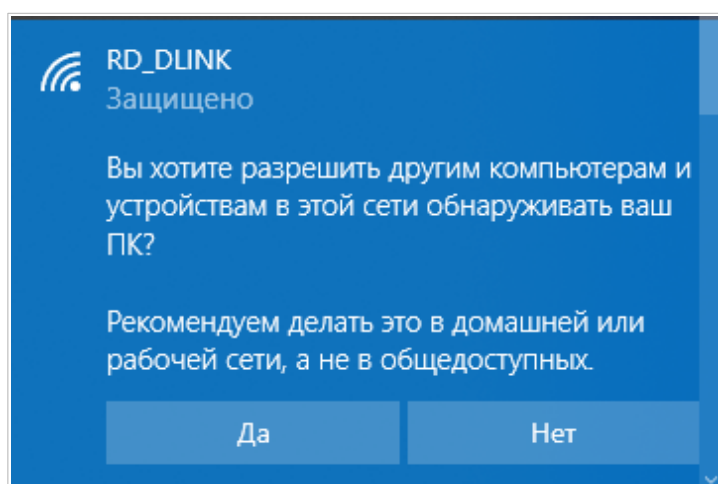 RD_DLINK
Защищено
Вы хотите разрешить другим компьютерам и
устройствам в этой сети обнаруживать ваш
ПК?
Рекомендуем делать это в домашней или
рабочей сети, а не в общедоступных.
Да Нет